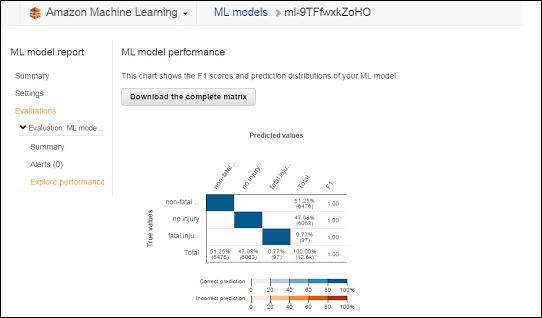 Amazon Machine Learning ML models > ml-9TFfwxkZoHO
ML model report
Summary
Settings
Evaluations
Evaluation: ML mode...
Summary
Alerts (0)
Explore performance
ML model performance
This chart shows the F1 scores and prediction distributions of your ML model.
Download the complete matrix
Predicted values
non-fatal ... no injury fatal inju... Total F1
True values
non-fatal ... 51.25% (6476) 1.00
no injury 47.98% (6063) 1.00
fatal inju... 0.77% (97) 1.00
Total 51.25% (6476) 47.98% (6063) 0.77% (97) 100.00% (12.6k) 1.00
Correct prediction
0 20 40 60 80 100%
Incorrect prediction
0 20 40 60 80 100%